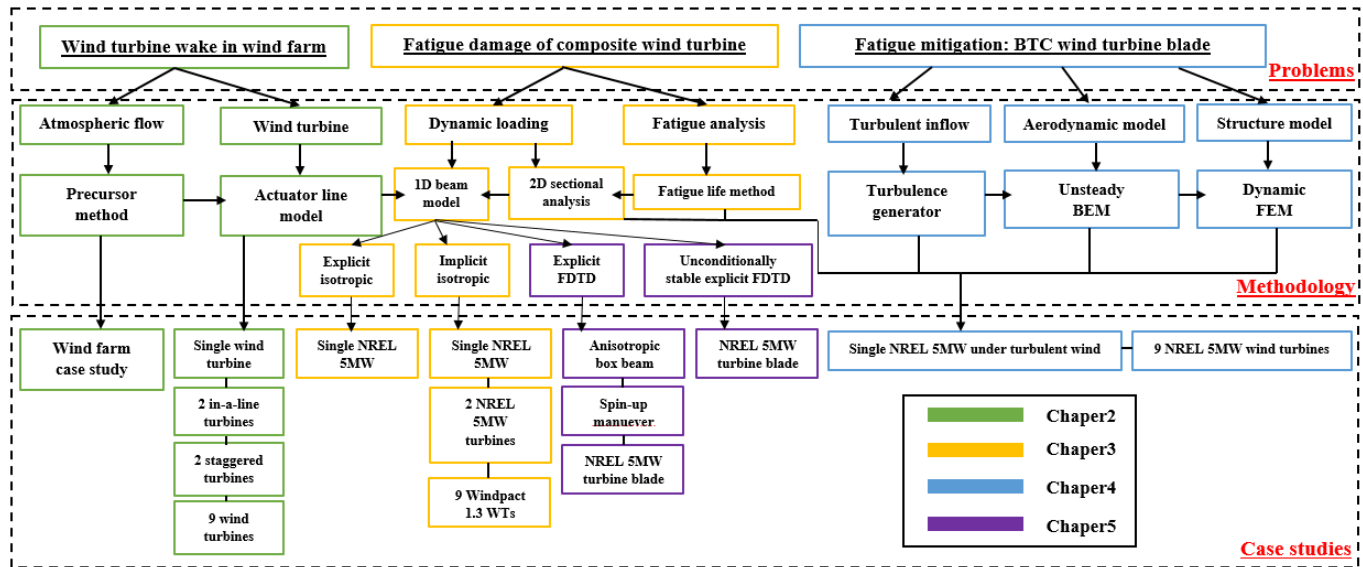 Wind turbine wake in wind farm
Fatigue damage of composite wind turbine
Fatigue mitigation: BTC wind turbine blade
Problems
Atmospheric flow
Wind turbine
Dynamic loading
Fatigue analysis
Turbulent inflow
Aerodynamic model
Structure model
Precursor
method
Actuator line
model
1D beam
model
2D sectional
analysis
Fatigue life method
Turbulence
generator
Unsteady
BEM
Dynamic
FEM
Explicit
isotropic
Implicit
isotropic
Explicit
FDTD
Unconditionally
stable explicit FDTD
Methodology
Wind farm
case study
Single wind
turbine
2 in-a-line
turbines
2 staggered
turbines
9 wind
turbines
Single NREL
5MW
Single NREL
5MW
2 NREL
5MW
turbines
9 Windpact
1.3 WTs
Anisotropic
box beam
Spin-up
manuever.
NREL 5MW
turbine blade
NREL 5MW
turbine blade
Single NREL 5MW under turbulent wind
9 NREL 5MW wind turbines
Chaper2
Chaper3
Chaper4
Chaper5
Case studies